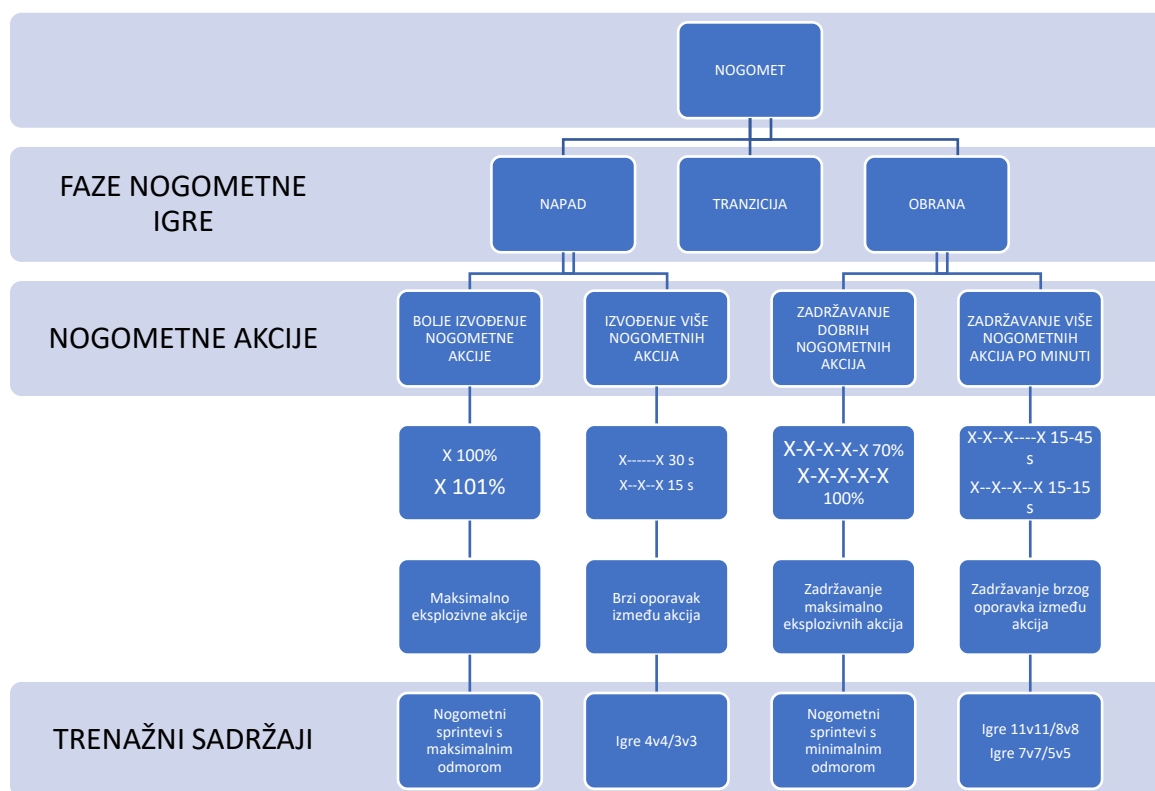 NOGOMET
FAZE NOGOMETNE
IGRE
NAPAD
TRANZICIJA
OBRANA
NOGOMETNE AKCIJE
BOLJE IZVOĐENJE
NOGOMETNE
AKCIJE
IZVOĐENJE VIŠE
NOGOMETNIH
AKCIJA
ZADRŽAVANJE
DOBRIH
NOGOMETNIH
AKCIJA
ZADRŽAVANJE VIŠE
NOGOMETNIH
AKCIJA PO MINUTI
X 100%
X 101%
X------X 30 s
X--X--X 15 s
X-X-X-X-X 70%
X-X-X-X-X
100%
X-X--X----X 15-45
s
X--X--X--X 15-15
s
Maksimalno
eksplozivne akcije
Brzi oporavak
između akcija
Zadržavanje
maksimalno
eksplozivnih akcija
Zadržavanje brzog
oporavka između
akcija
TRENAŽNI SADRŽAJI
Nogometni
sprintevi s
maksimalnim
odmorom
Igre 4v4/3v3
Nogometni
sprintevi s
minimalnim
odmorom
Igre 11v11/8v8
Igre 7v7/5v5